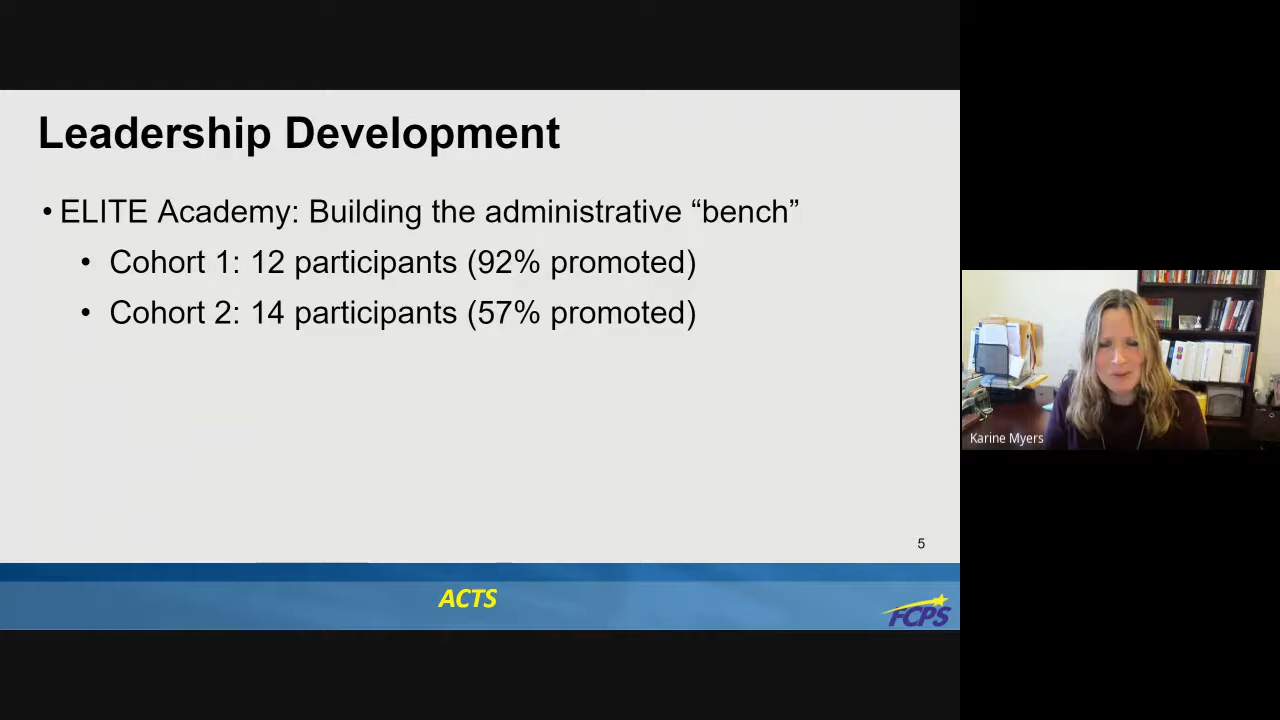 Leadership Development
• ELITE Academy: Building the administrative “bench”
• Cohort 1: 12 participants (92% promoted)
• Cohort 2: 14 participants (57% promoted)
5
ACTS
FCPS
Karine Myers